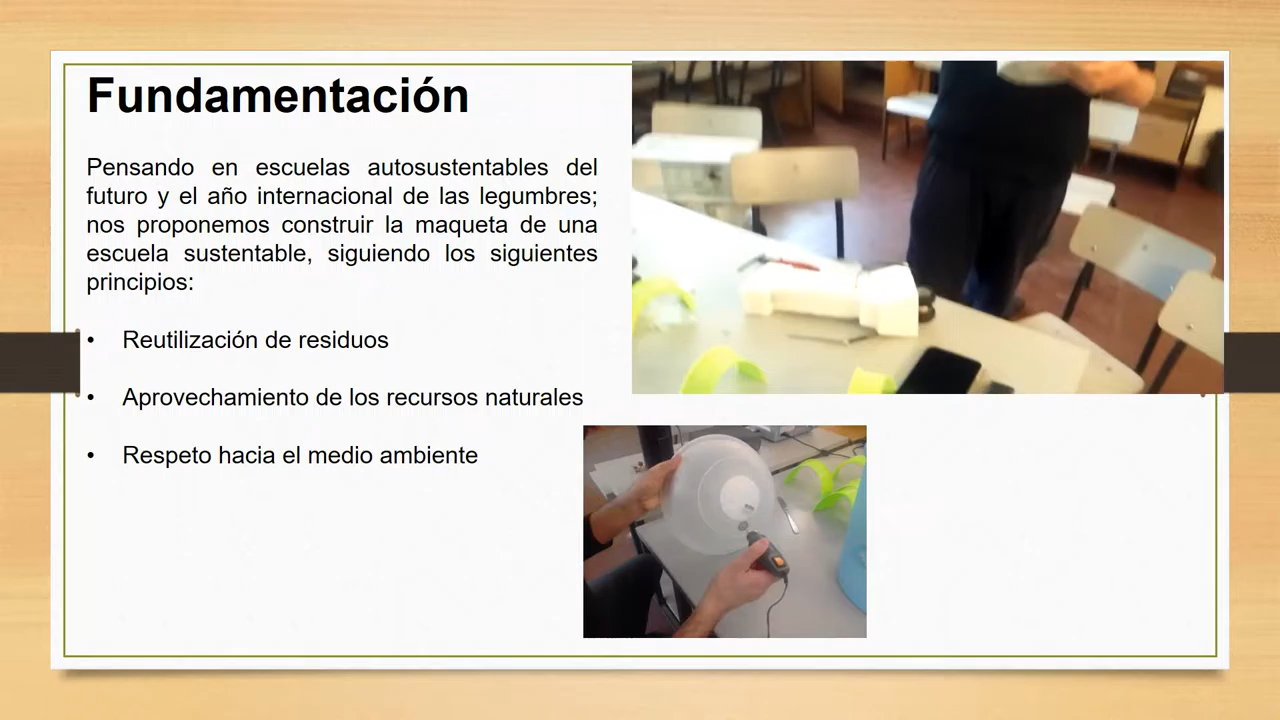 Fundamentación
Pensando en escuelas autosustentables del
futuro y el año internacional de las legumbres;
nos proponemos construir la maqueta de una
escuela sustentable, siguiendo los siguientes
principios:
• Reutilización de residuos
• Aprovechamiento de los recursos naturales
• Respeto hacia el medio ambiente